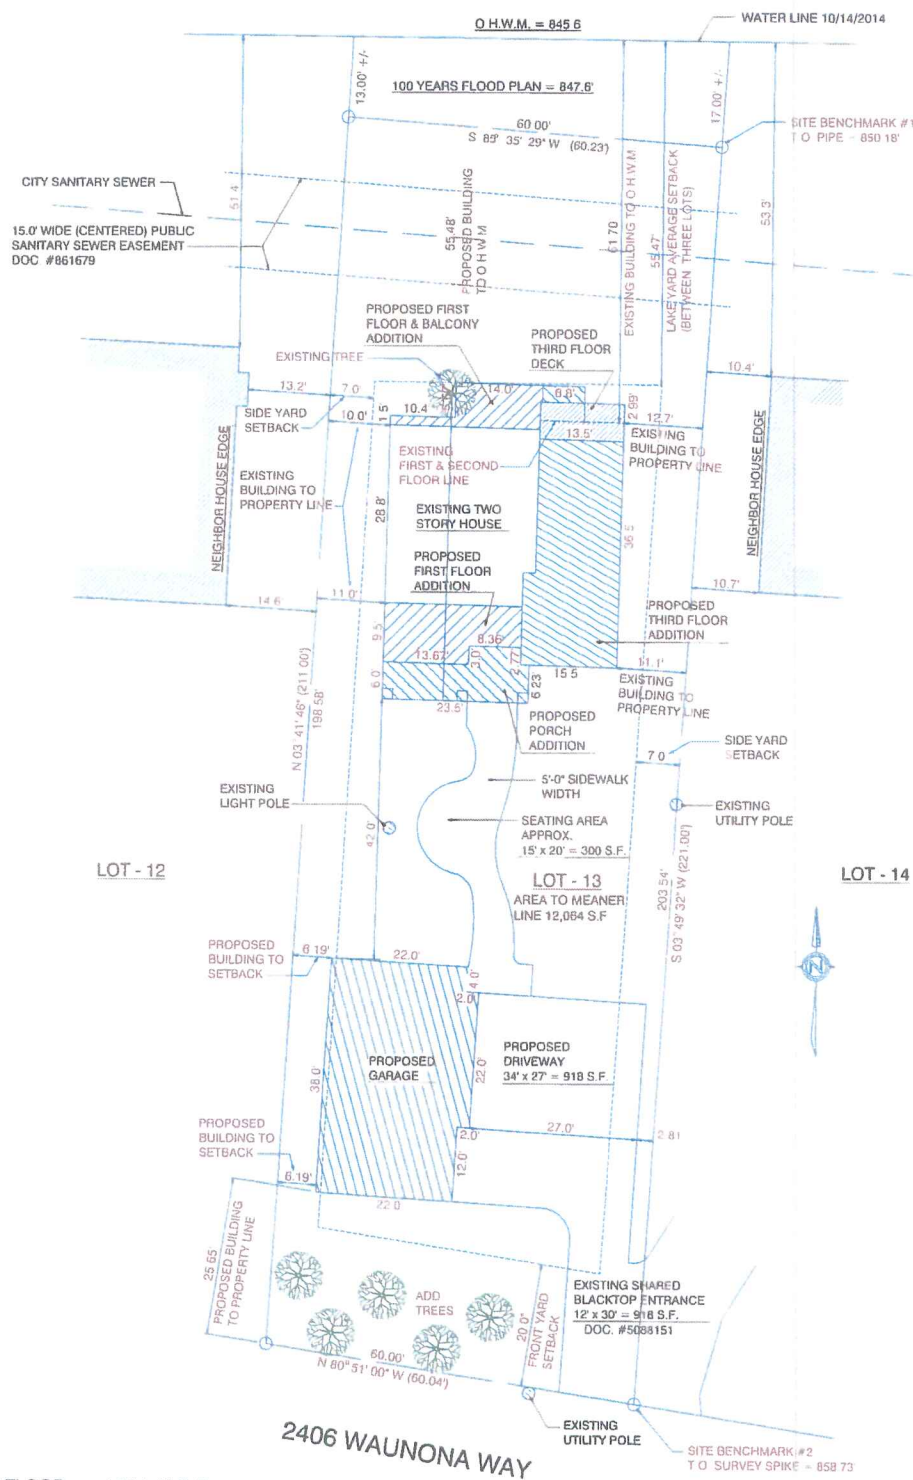 O H.W.M. = 845 6
WATER LINE 10/14/2014
13.00' +/-
100 YEARS FLOOD PLAN = 847.6'
17.00' +/-
60 00'
S 85° 35' 29" W (60.23')
SITE BENCHMARK #1
T O PIPE - 850 18'
CITY SANITARY SEWER
51.4
15.0' WIDE (CENTERED) PUBLIC
SANITARY SEWER EASEMENT
DOC #861679
55.48'
PROPOSED BUILDING
TO O H W M
61 70
EXISTING BUILDING TO O H W M
55.47'
LAKEYARD AVERAGE SETBACK
(BETWEEN THREE LOTS)
53.3'
PROPOSED FIRST
FLOOR & BALCONY
ADDITION
PROPOSED
THIRD FLOOR
DECK
EXISTING TREE
10.4'
13.2'
7 0'
14.0'
6.8'
2.99'
SIDE YARD
SETBACK
10.0'
1 5'
10.4
13.5'
12.7'
EXISTING
BUILDING TO
PROPERTY LINE
EXISTING
FIRST & SECOND
FLOOR LINE
EXISTING
BUILDING TO
PROPERTY LINE
28.8'
EXISTING TWO
STORY HOUSE
36.5
NEIGHBOR HOUSE EDGE
NEIGHBOR HOUSE EDGE
PROPOSED
FIRST FLOOR
ADDITION
10.7'
14 6'
11.0'
PROPOSED
THIRD FLOOR
ADDITION
9.5'
8.36'
13.67'
3.0'
2.77'
15 5
11.1'
6 0'
6 23
23.5'
EXISTING
BUILDING TO
PROPERTY LINE
PROPOSED
PORCH
ADDITION
N 03° 41' 46" (211 00')
198.58'
7 0
SIDE YARD
SETBACK
5'-0" SIDEWALK
WIDTH
EXISTING
LIGHT POLE
EXISTING
UTILITY POLE
42.0'
SEATING AREA
APPROX.
15' x 20' = 300 S.F.
LOT - 12
LOT - 13
AREA TO MEANER
LINE 12,064 S.F
LOT - 14
203 54'
S 03° 49' 32" W (221.00')
PROPOSED
BUILDING TO
SETBACK
6 19'
22.0'
4.0'
2.0'
N
38 0'
PROPOSED
GARAGE
22.0'
PROPOSED
DRIVEWAY
34' x 27' = 918 S.F.
2.0'
27.0'
2.81
PROPOSED
BUILDING TO
SETBACK
12.0'
6.19'
22 0
25 65'
PROPOSED BUILDING
TO PROPERTY LINE
ADD
TREES
20 0"
FRONT YARD
SETBACK
EXISTING SHARED
BLACKTOP ENTRANCE
12' x 30' = 918 S.F.
DOC. #5088151
60.00'
N 80° 51' 00" W (60.04')
EXISTING
UTILITY POLE
2406 WAUNONA WAY
SITE BENCHMARK #2
T O SURVEY SPIKE - 858 73'